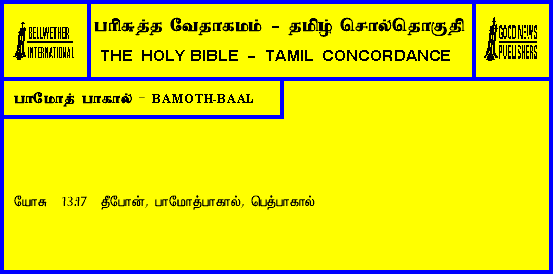 BELLWETHER
INTERNATIONAL
பரிசுத்த வேதாகமம் - தமிழ் சொல்தொகுதி
THE HOLY BIBLE - TAMIL CONCORDANCE
GOOD NEWS
PUBLISHERS
பாமோத் பாகால் - BAMOTH-BAAL
யோசு 13:17 தீபோன், பாமோத்பாகால், பெத்பாகால்